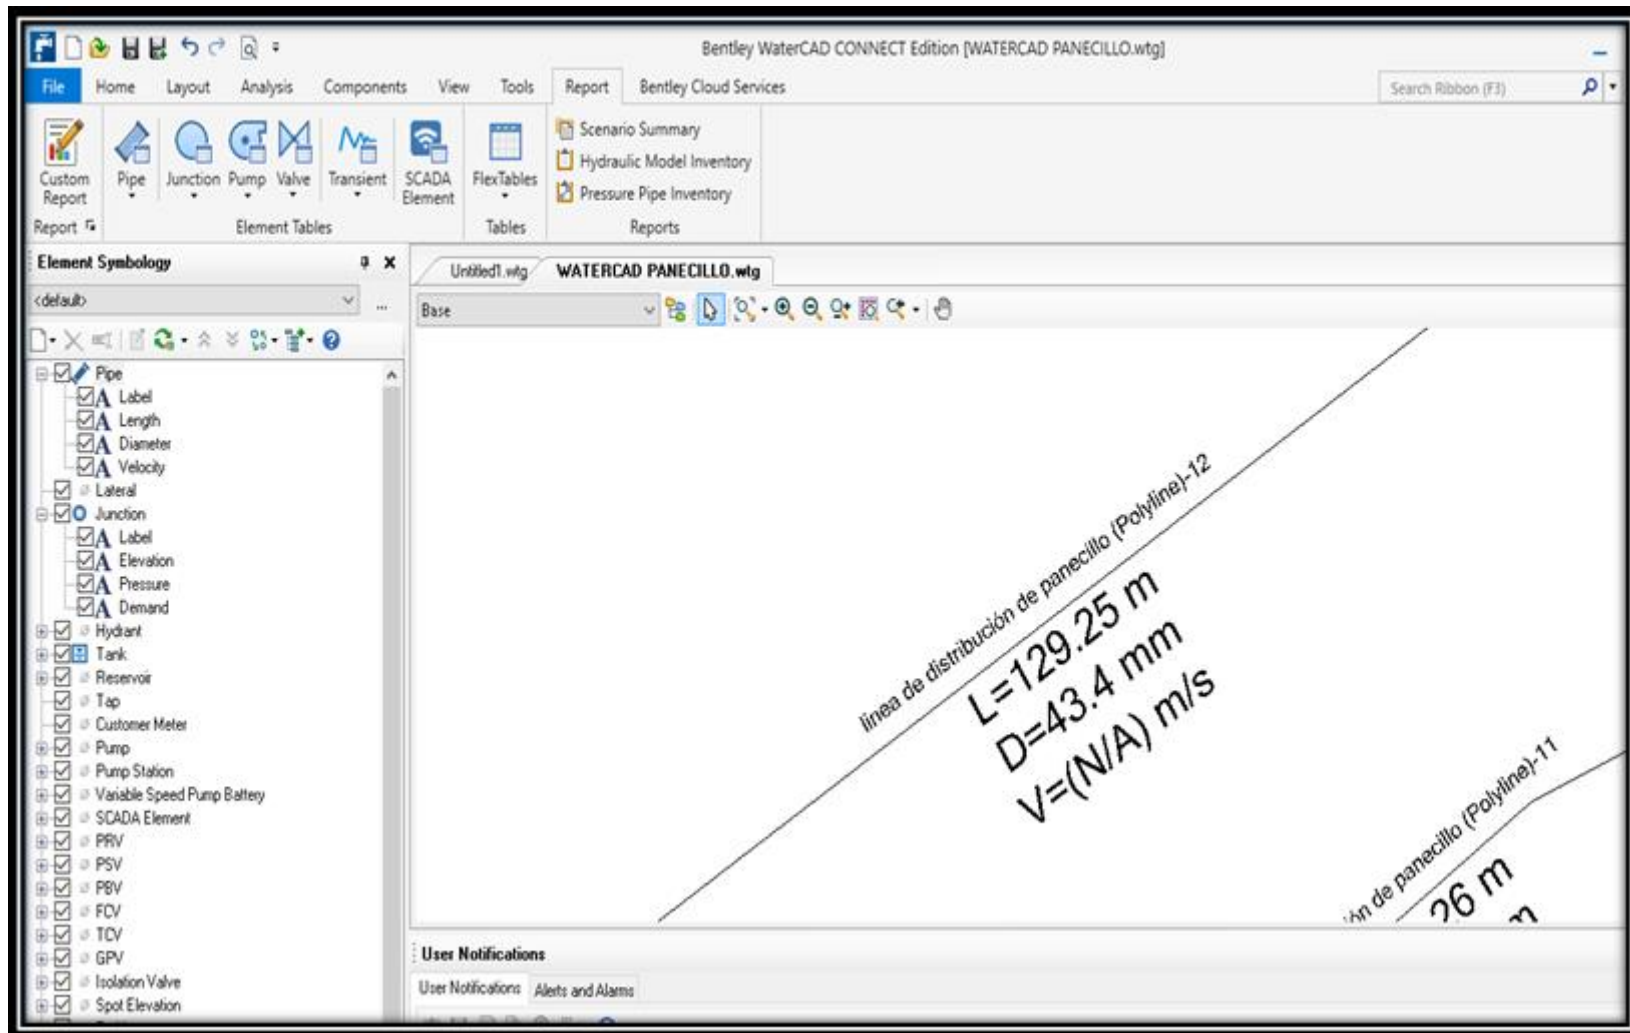 Bentley WaterCAD CONNECT Edition [WATERCAD PANECILLO.wtg]
File Home Layout Analysis Components View Tools Report Bentley Cloud Services Search Ribbon (F3)
Custom Report
Pipe
Junction
Pump
Valve
Transient
SCADA Element
FlexTables
Scenario Summary
Hydraulic Model Inventory
Pressure Pipe Inventory
Report Element Tables Tables Reports
Element Symbology
<default>
...
Pipe
Label
Length
Diameter
Velocity
Lateral
Junction
Label
Elevation
Pressure
Demand
Hydrant
Tank
Reservoir
Tap
Customer Meter
Pump
Pump Station
Variable Speed Pump Battery
SCADA Element
PRV
PSV
PBV
FCV
TCV
GPV
Isolation Valve
Spot Elevation
Untitled1.wtg WATERCAD PANECILLO.wtg
Base
linea de distribución de panecillo (Polyline)-12
L=129.25 m
D=43.4 mm
V=(N/A) m/s
de panecillo (Polyline)-11
26 m
User Notifications
User Notifications Alerts and Alarms